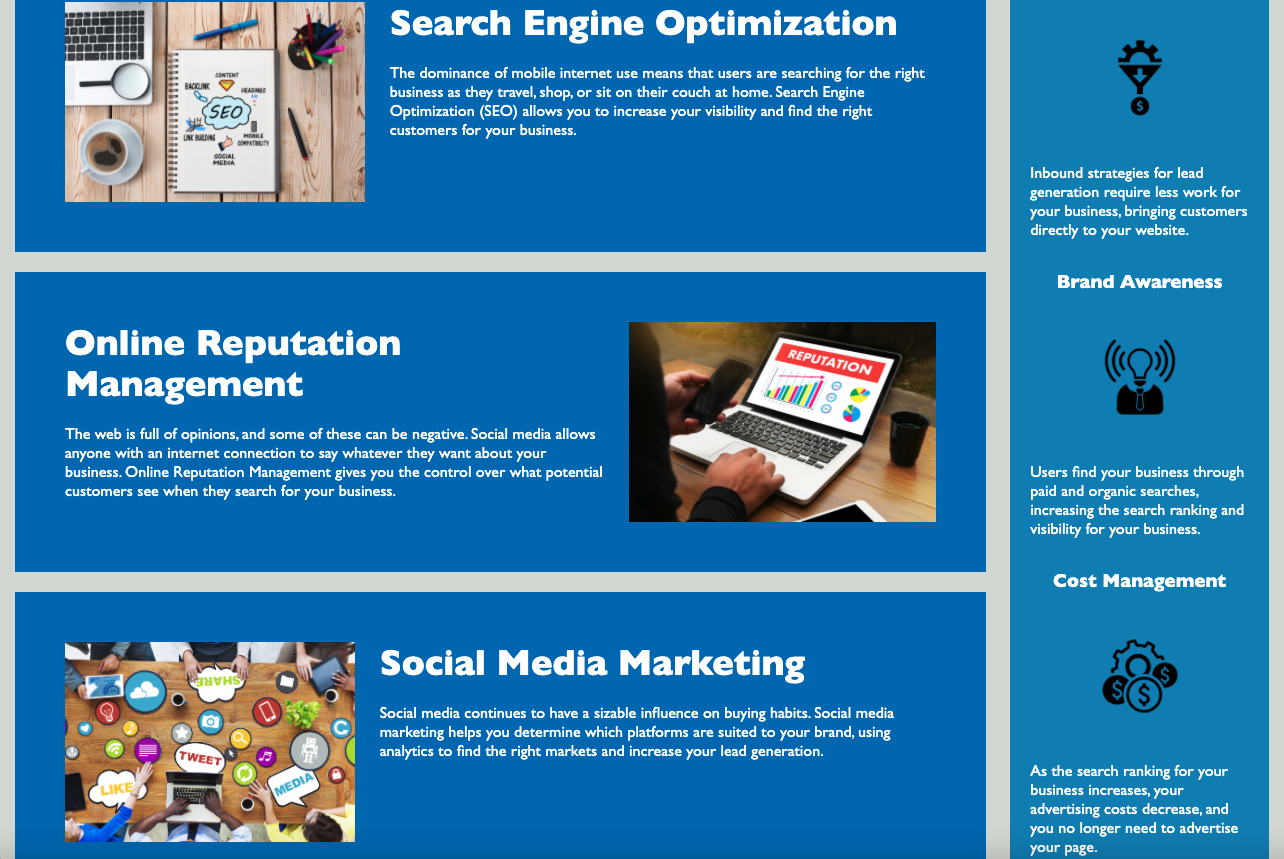 Search Engine Optimization
The dominance of mobile internet use means that users are searching for the right
business as they travel, shop, or sit on their couch at home. Search Engine
Optimization (SEO) allows you to increase your visibility and find the right
customers for your business.
CONTENT
BACKLINK
HEADINGS
SEO
LINK BUILDING
MOBILE
COMPATIBILITY
SOCIAL
MEDIA
Online Reputation
Management
The web is full of opinions, and some of these can be negative. Social media allows
anyone with an internet connection to say whatever they want about your
business. Online Reputation Management gives you the control over what potential
customers see when they search for your business.
REPUTATION
SHARE
TWEET
LIKE
MEDIA
Social Media Marketing
Social media continues to have a sizable influence on buying habits. Social media
marketing helps you determine which platforms are suited to your brand, using
analytics to find the right markets and increase your lead generation.
$
Inbound strategies for lead
generation require less work for
your business, bringing customers
directly to your website.
Brand Awareness
Users find your business through
paid and organic searches,
increasing the search ranking and
visibility for your business.
Cost Management
$ $ $
As the search ranking for your
business increases, your
advertising costs decrease, and
you no longer need to advertise
your page.